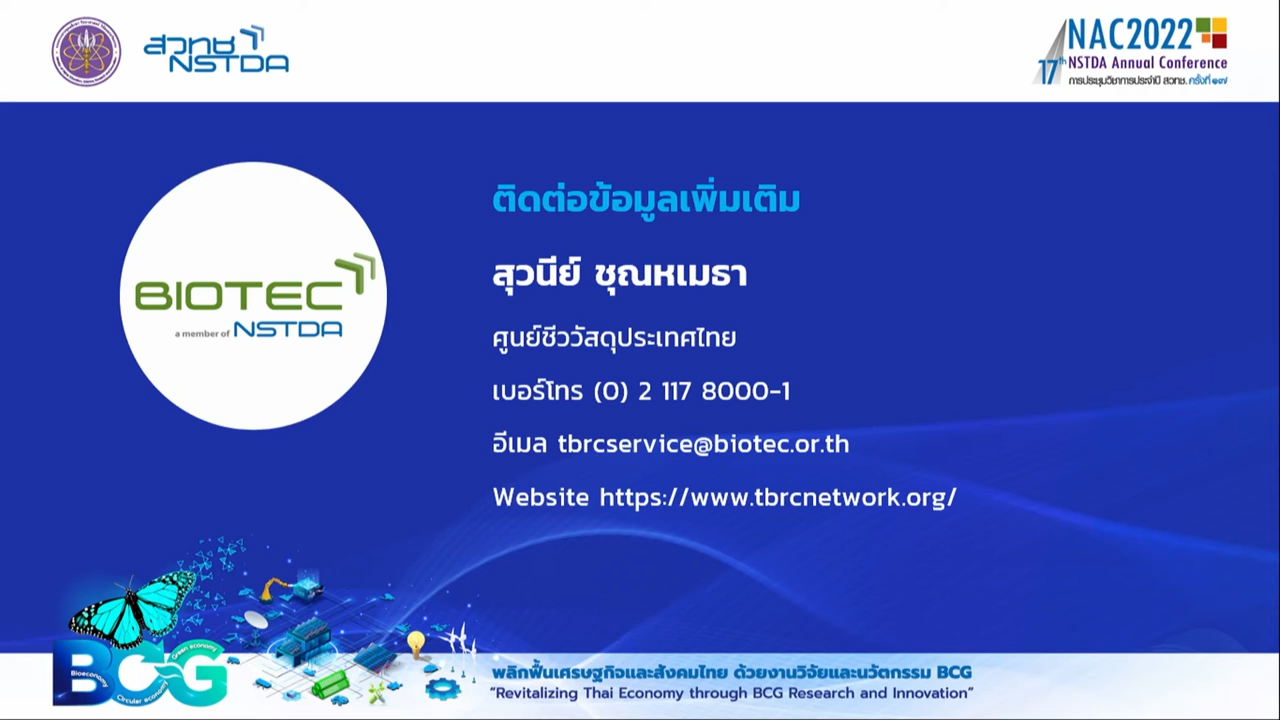 สวทช
NSTDA
NAC2022
17th NSTDA Annual Conference
การประชุมวิชาการประจำปี สวทช. ครั้งที่ ๑๗
ติดต่อข้อมูลเพิ่มเติม
BIOTEC
a member of NSTDA
สุวนีย์ ชุณหเมธา
ศูนย์ชีววัสดุประเทศไทย
เบอร์โทร (0) 2 117 8000-1
อีเมล tbrcservice@biotec.or.th
Website https://www.tbrcnetwork.org/
BCG
Bioeconomy
Circular economy
Green economy
พลิกฟื้นเศรษฐกิจและสังคมไทย ด้วยงานวิจัยและนวัตกรรม BCG
“Revitalizing Thai Economy through BCG Research and Innovation”